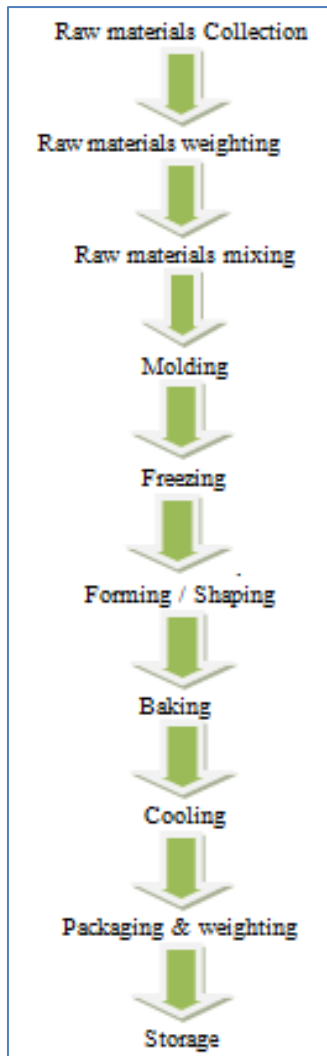 Raw materials Collection
Raw materials weighting
Raw materials mixing
Molding
Freezing
Forming / Shaping
Baking
Cooling
Packaging & weighting
Storage